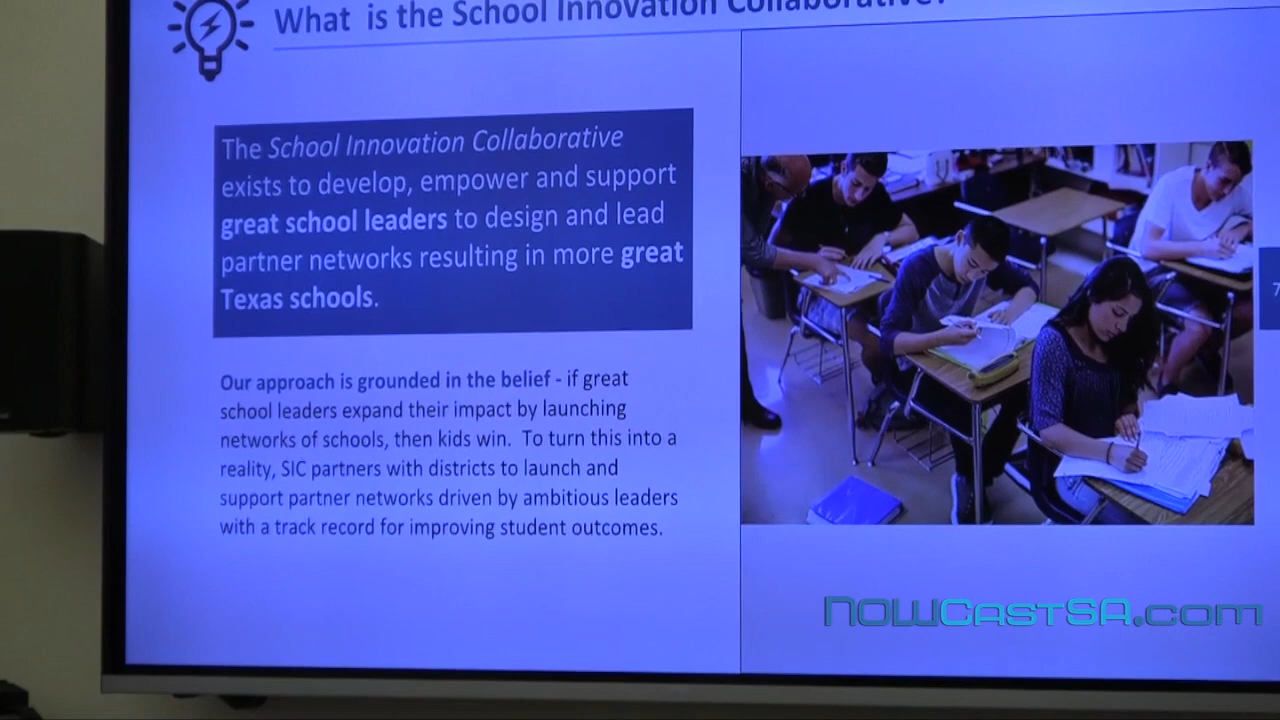 What is the School Innovation Collaborative?
The School Innovation Collaborative
exists to develop, empower and support
great school leaders to design and lead
partner networks resulting in more great
Texas schools.
Our approach is grounded in the belief - if great
school leaders expand their impact by launching
networks of schools, then kids win. To turn this into a
reality, SIC partners with districts to launch and
support partner networks driven by ambitious leaders
with a track record for improving student outcomes.
7
NOWCastSA.com